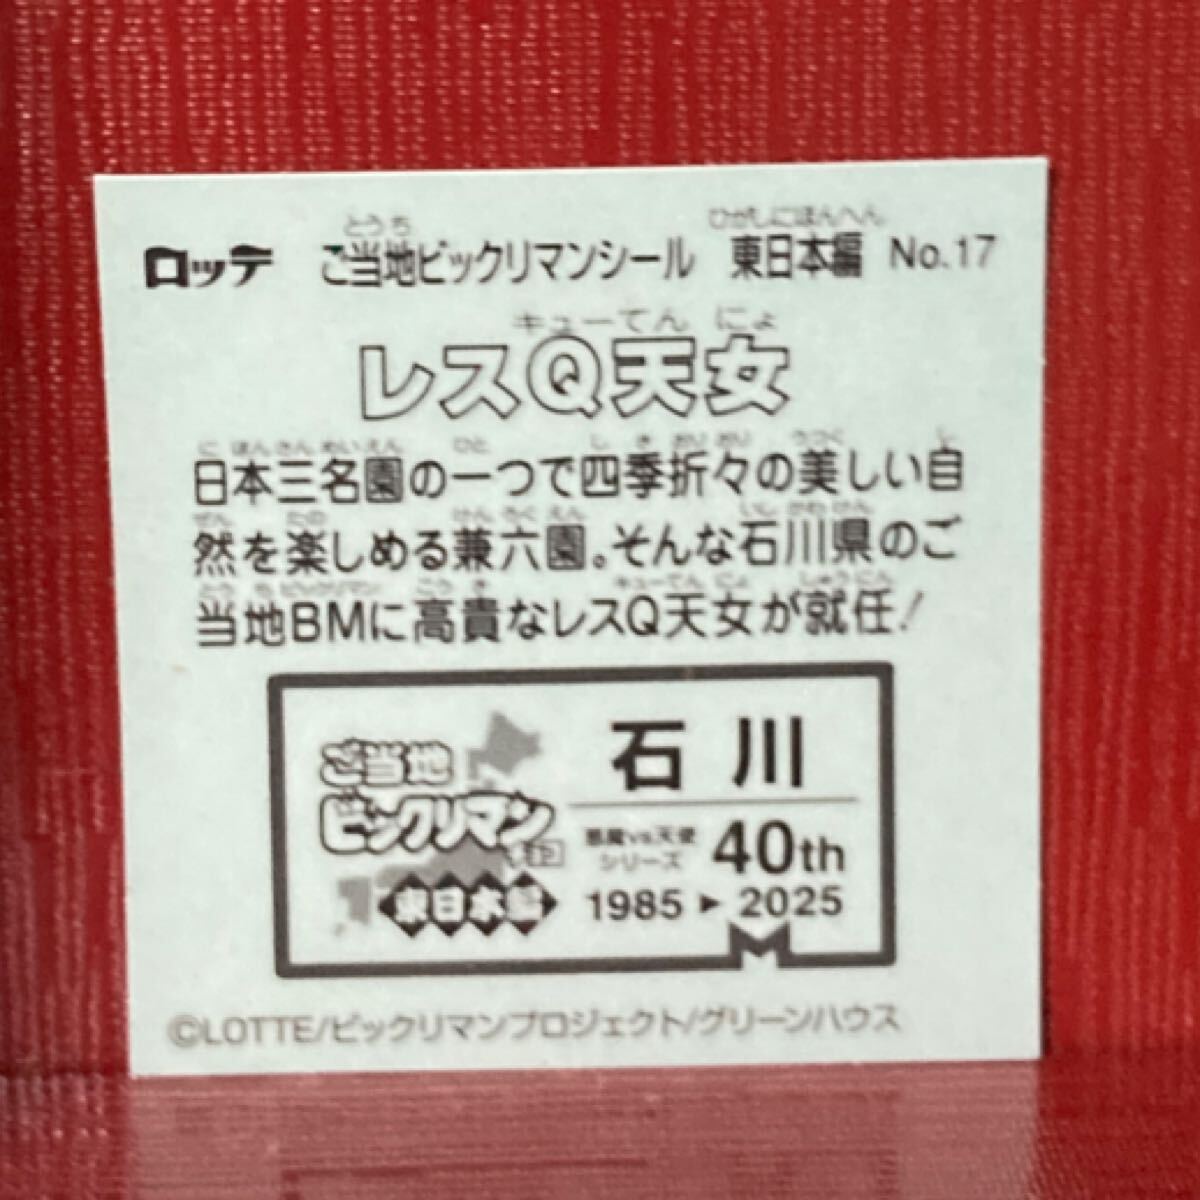 ロッテ ご当地ビックリマンシール 東日本編 No.17
レスQ天女
日本三名園の一つで四季折々の美しい自
然を楽しめる兼六園。そんな石川県のご
当地BMに高貴なレスQ天女が就任!
ご当地
ビックリマン
東日本編
石川
悪魔vs天使
シリーズ 40th
1985 ▶ 2025
©LOTTE/ビックリマンプロジェクト/グリーンハウス